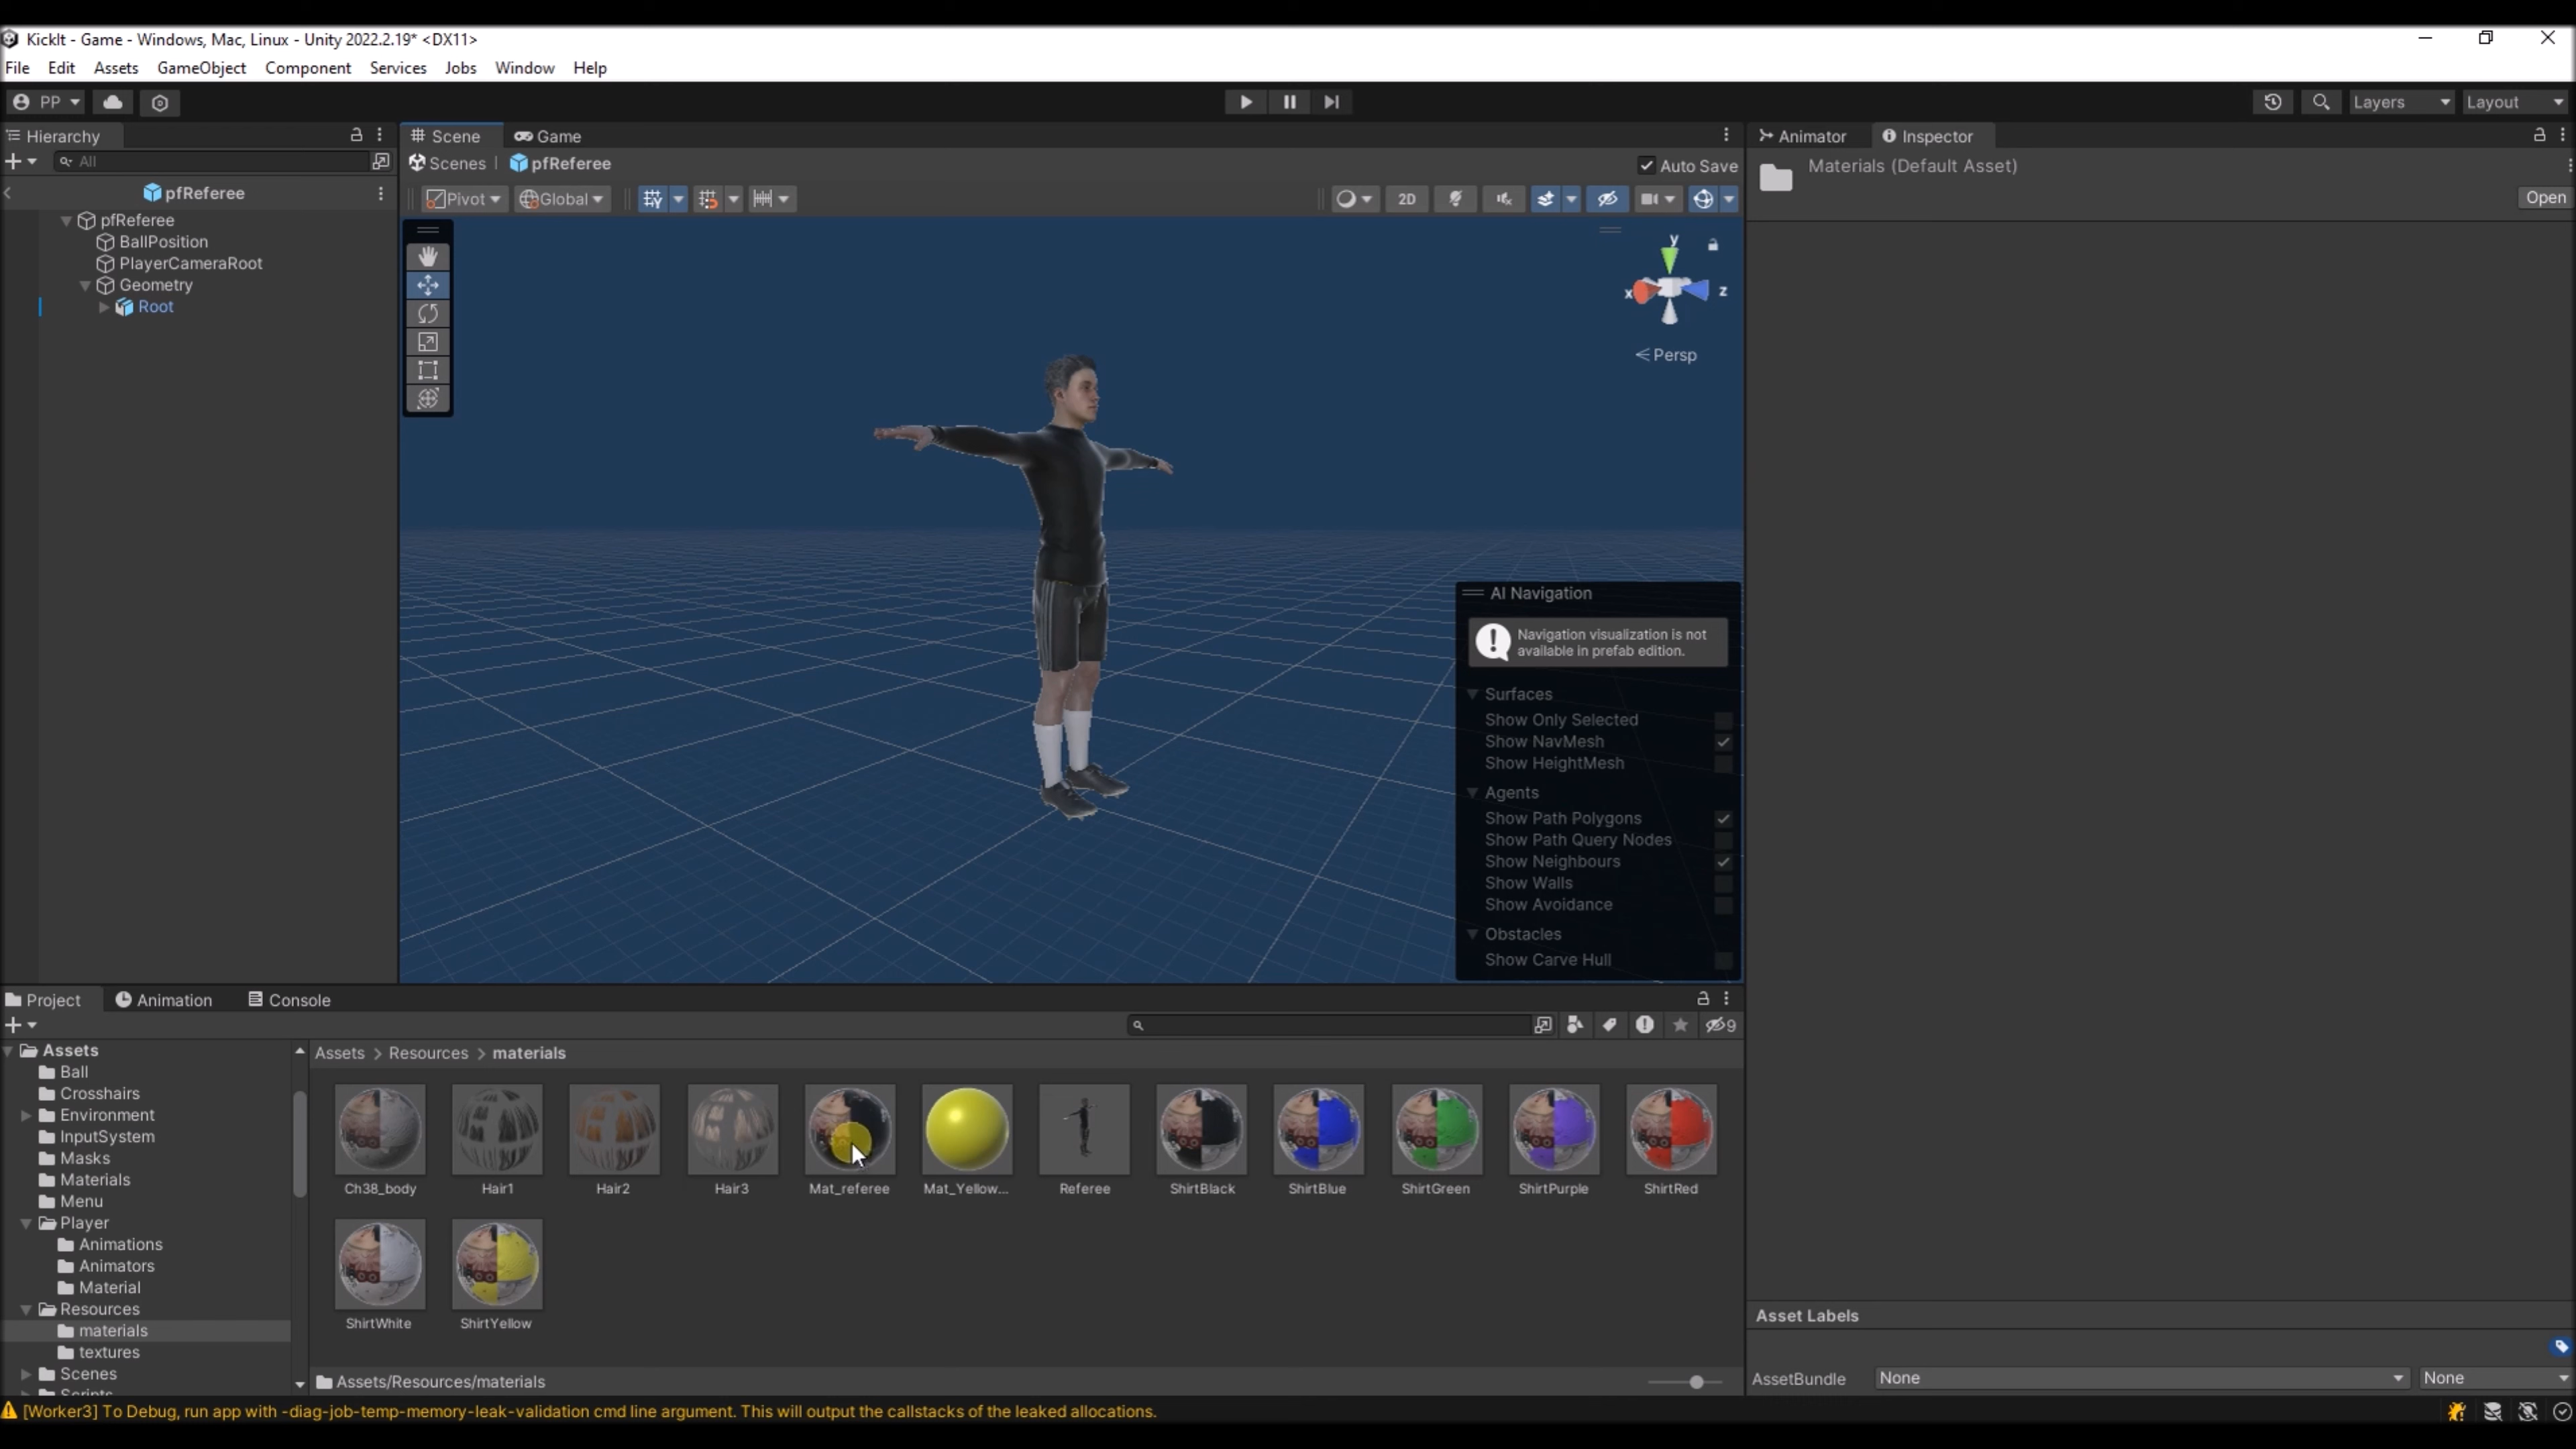 KickIt - Game - Windows, Mac, Linux - Unity 2022.2.19* <DX11>
File Edit Assets GameObject Component Services Jobs Window Help
PP Layers Layout
Hierarchy
All
pfReferee
pfReferee
BallPosition
PlayerCameraRoot
Geometry
Root
Scene Game
Scenes | pfReferee Auto Save
Pivot Global 2D
y
x z
Persp
AI Navigation
Navigation visualization is not
available in prefab edition.
Surfaces
Show Only Selected
Show NavMesh
Show HeightMesh
Agents
Show Path Polygons
Show Path Query Nodes
Show Neighbours
Show Walls
Show Avoidance
Obstacles
Show Carve Hull
Animator Inspector
Materials (Default Asset)
Open
Project Animation Console
9
Assets
Ball
Crosshairs
Environment
InputSystem
Masks
Materials
Menu
Player
Animations
Animators
Material
Resources
materials
textures
Scenes
Scripts
Assets > Resources > materials
Ch38_body Hair1 Hair2 Hair3 Mat_referee Mat_Yellow... Referee ShirtBlack ShirtBlue ShirtGreen ShirtPurple ShirtRed
ShirtWhite ShirtYellow
Assets/Resources/materials
Asset Labels
AssetBundle None None
[Worker3] To Debug, run app with -diag-job-temp-memory-leak-validation cmd line argument. This will output the callstacks of the leaked allocations.